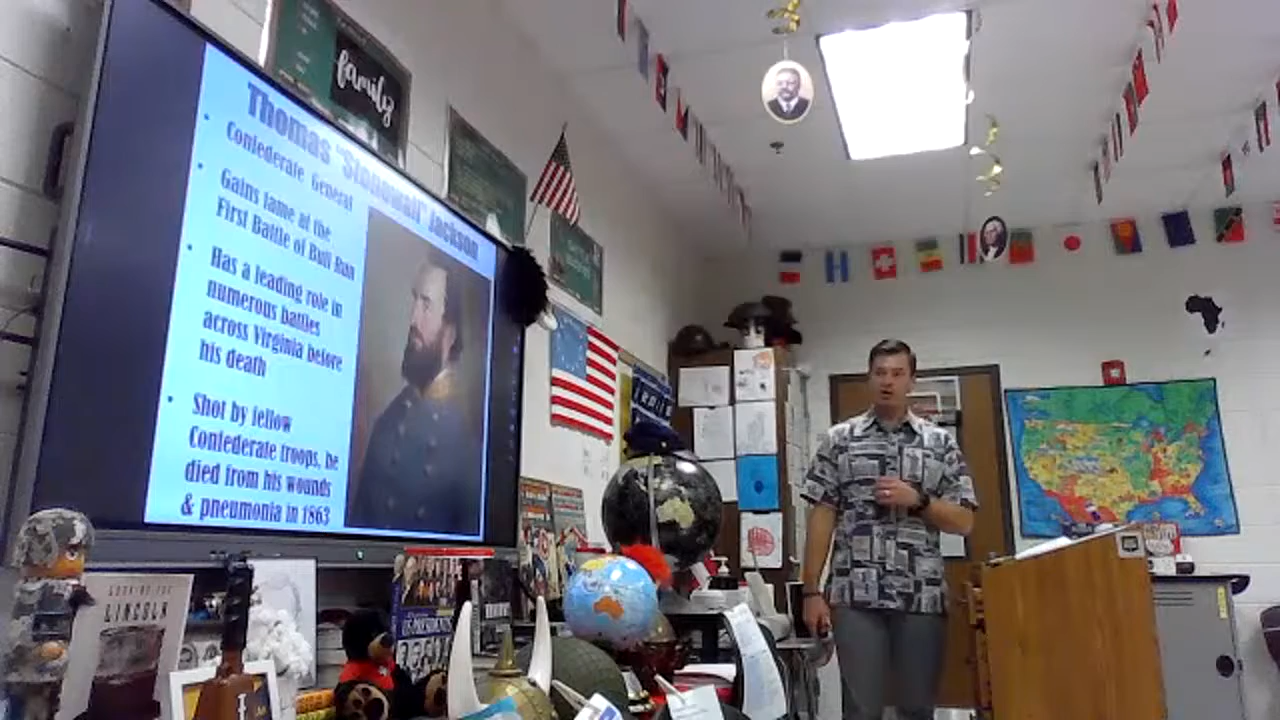 family
Thomas "Stonewall" Jackson
• Confederate General
• Gains fame at the
First Battle of Bull Run
• Has a leading role in
numerous battles
across Virginia before
his death
• Shot by fellow
Confederate troops, he
died from his wounds
& pneumonia in 1863
LINCOLN
US PRESIDENTS